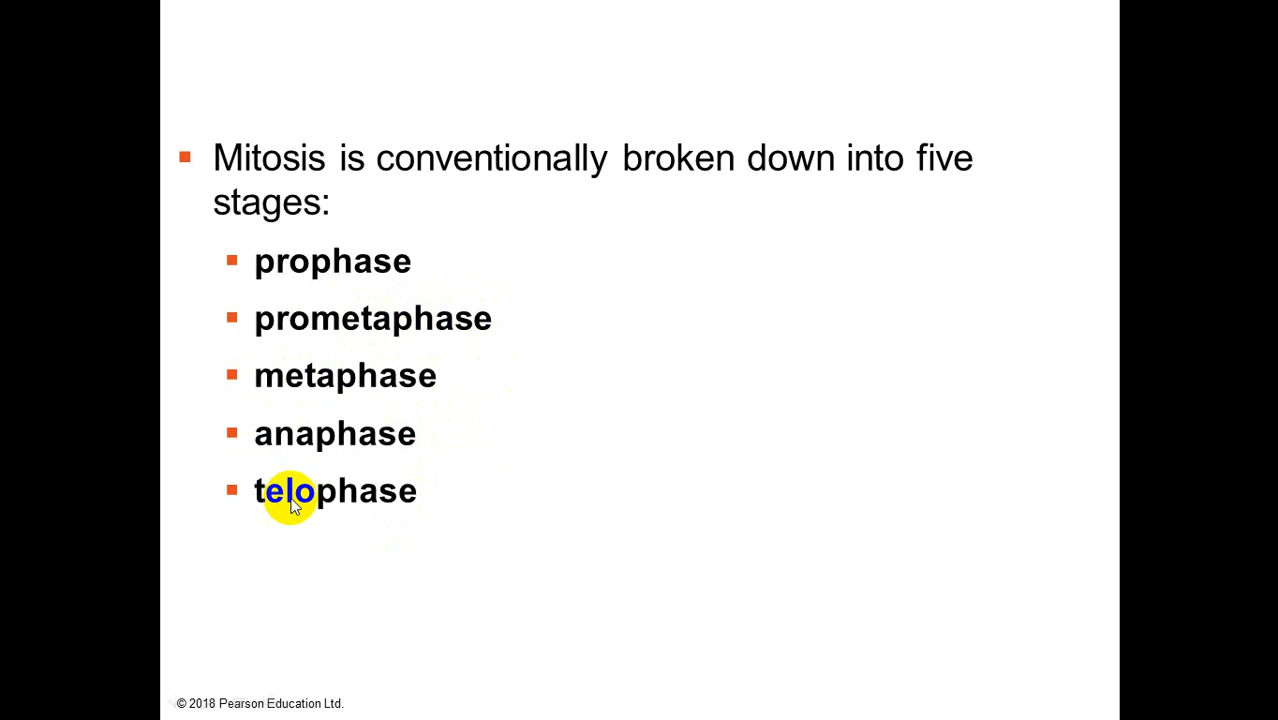 Mitosis is conventionally broken down into five
stages:
prophase
prometaphase
metaphase
anaphase
telophase
© 2018 Pearson Education Ltd.